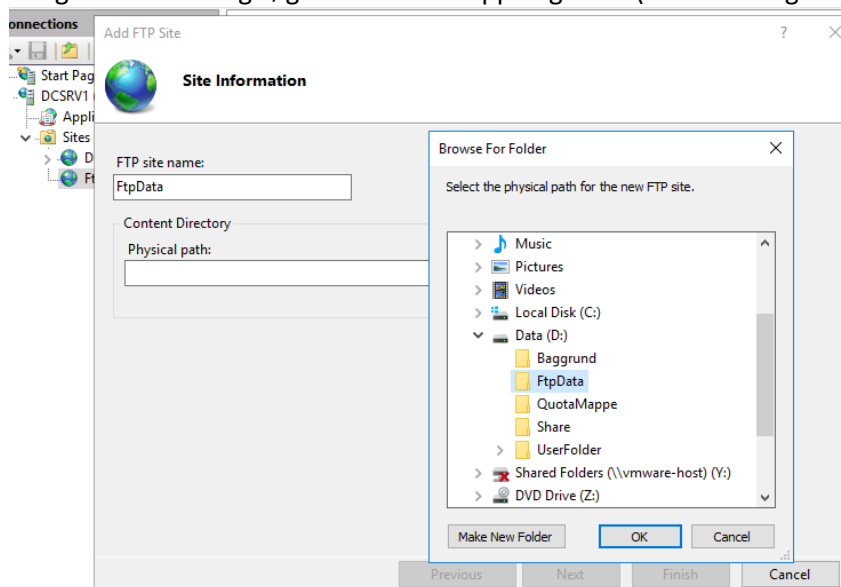 onnections
Add FTP Site
?
Start Pag
DCSRV1 (
Appli
Sites
D
Ft
Site Information
FTP site name:
FtpData
Content Directory
Physical path:
Browse For Folder
Select the physical path for the new FTP site.
Music
Pictures
Videos
Local Disk (C:)
Data (D:)
Baggrund
FtpData
QuotaMappe
Share
UserFolder
Shared Folders (\\vmware-host) (Y:)
DVD Drive (Z:)
Make New Folder
OK
Cancel
Previous
Next
Finish
Cancel